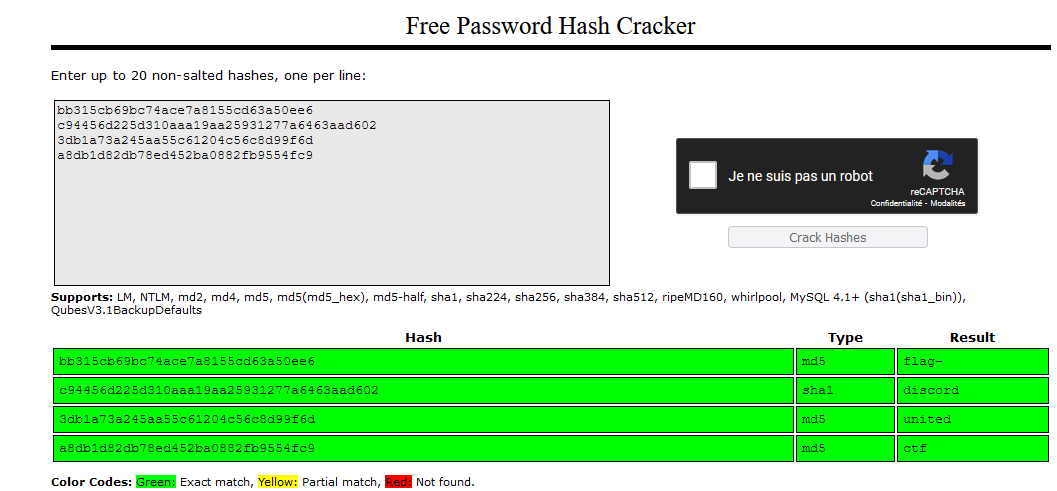 Free Password Hash Cracker
Enter up to 20 non-salted hashes, one per line:
bb315cb69bc74ace7a8155cd63a50ee6
c94456d225d310aaa19aa25931277a6463aad602
3db1a73a245aa55c61204c56c8d99f6d
a8db1d82db78ed452ba0882fb9554fc9
Je ne suis pas un robot
reCAPTCHA
Confidentialité - Modalités
Crack Hashes
Supports: LM, NTLM, md2, md4, md5, md5(md5_hex), md5-half, sha1, sha224, sha256, sha384, sha512, ripeMD160, whirlpool, MySQL 4.1+ (sha1(sha1_bin)),
QubesV3.1BackupDefaults
Hash Type Result
bb315cb69bc74ace7a8155cd63a50ee6 md5 flag-
c94456d225d310aaa19aa25931277a6463aad602 sha1 discord
3db1a73a245aa55c61204c56c8d99f6d md5 united
a8db1d82db78ed452ba0882fb9554fc9 md5 ctf
Color Codes: Green: Exact match, Yellow: Partial match, Red: Not found.